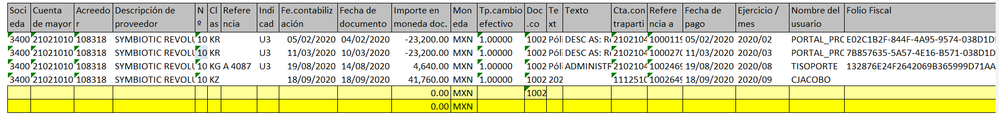 Soci Cuenta Acreedo Descripción de N Cl Refere Indi Fe.contabiliz Fecha de Importe en Mon Tp.cambio Doc Te Texto Cta.con Refere Fecha de Ejercicio / Nombre del Folio Fiscal
eda de mayor r proveedor º as ncia cad ación documento moneda doc. eda efectivo .co xt traparti ncia a pago mes usuario
3400 21021010 108318 SYMBIOTIC REVOLU 10 KR U3 05/02/2020 04/02/2020 -23,200.00 MXN 1.00000 1002 Póli DESC AS: Re 2102104 1000119 05/02/2020 2020/02 PORTAL_PRO E02C1B2F-844F-4A95-9574-038D1D
3400 21021010 108318 SYMBIOTIC REVOLU 10 KR U3 11/03/2020 10/03/2020 -23,200.00 MXN 1.00000 1002 Póli DESC AS: Re 2102104 1000270 11/03/2020 2020/03 PORTAL_PRO 7B857635-5A57-4E16-B571-038D1D
3400 21021010 108318 SYMBIOTIC REVOLU 10 KG A 4087 U3 19/08/2020 14/08/2020 4,640.00 MXN 1.00000 1002 Póli ADMINISTR 2102104 1002469 19/08/2020 2020/08 TISOPORTE 132876E24F2642069B365999D71AA
3400 21021010 108318 SYMBIOTIC REVOLU 10 KZ 18/09/2020 18/09/2020 41,760.00 MXN 1.00000 1002 202 1112510 1002649 18/09/2020 2020/09 CJACOBO
0.00 MXN 1002
0.00 MXN